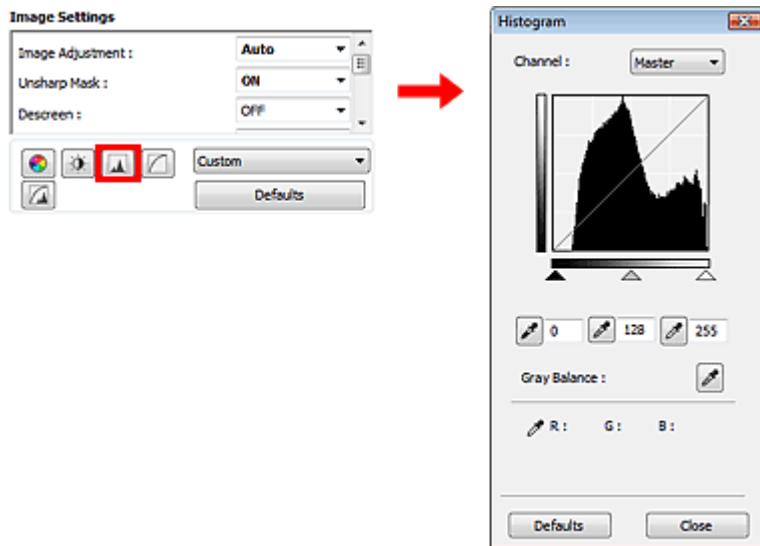 Image Settings
Image Adjustment : Auto
Unsharp Mask : ON
Descreen : OFF
Custom
Defaults
Histogram
Channel : Master
0 128 255
Gray Balance :
R : G : B :
Defaults Close